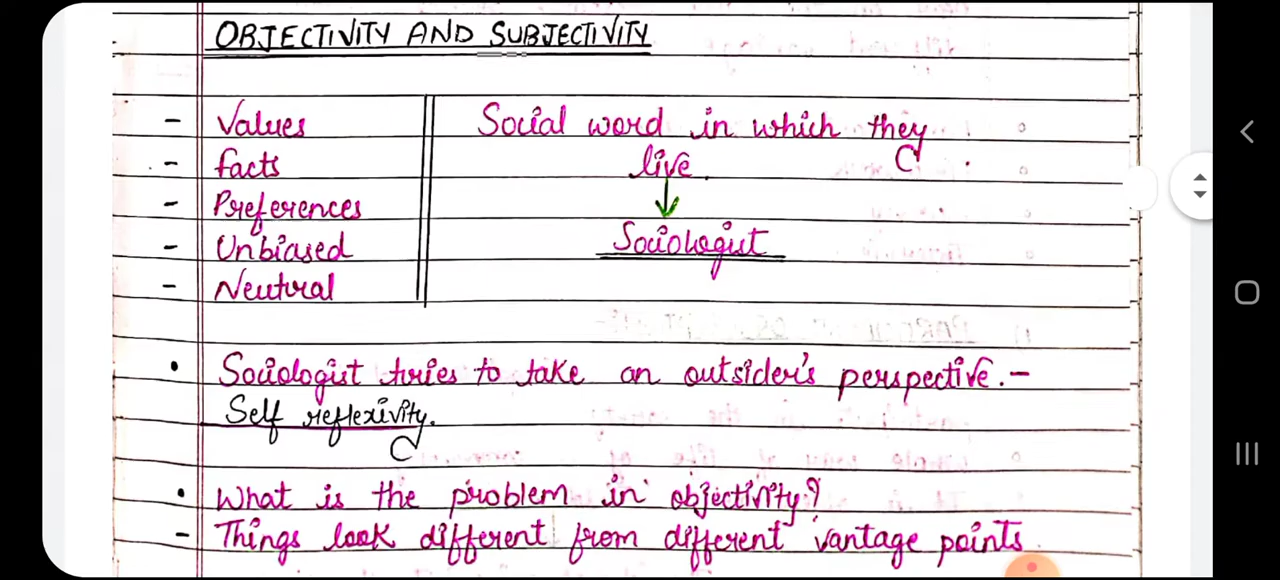 OBJECTIVITY AND SUBJECTIVITY
- Values
- Facts
- Preferences
- Unbiased
- Neutral
Social word in which they
live.
↓
Sociologist
• Sociologist tries to take an outsider's perspective. -
Self reflexivity.
• What is the problem in objectivity?
- Things look different from different vantage points.